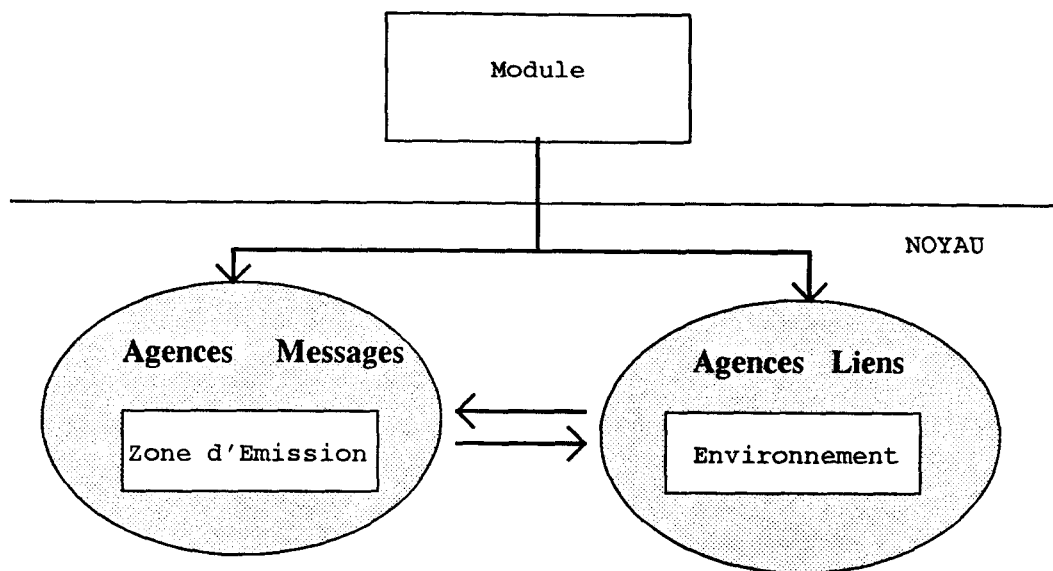 Module
NOYAU
Agences Messages
Zone d'Emission
Agences Liens
Environnement